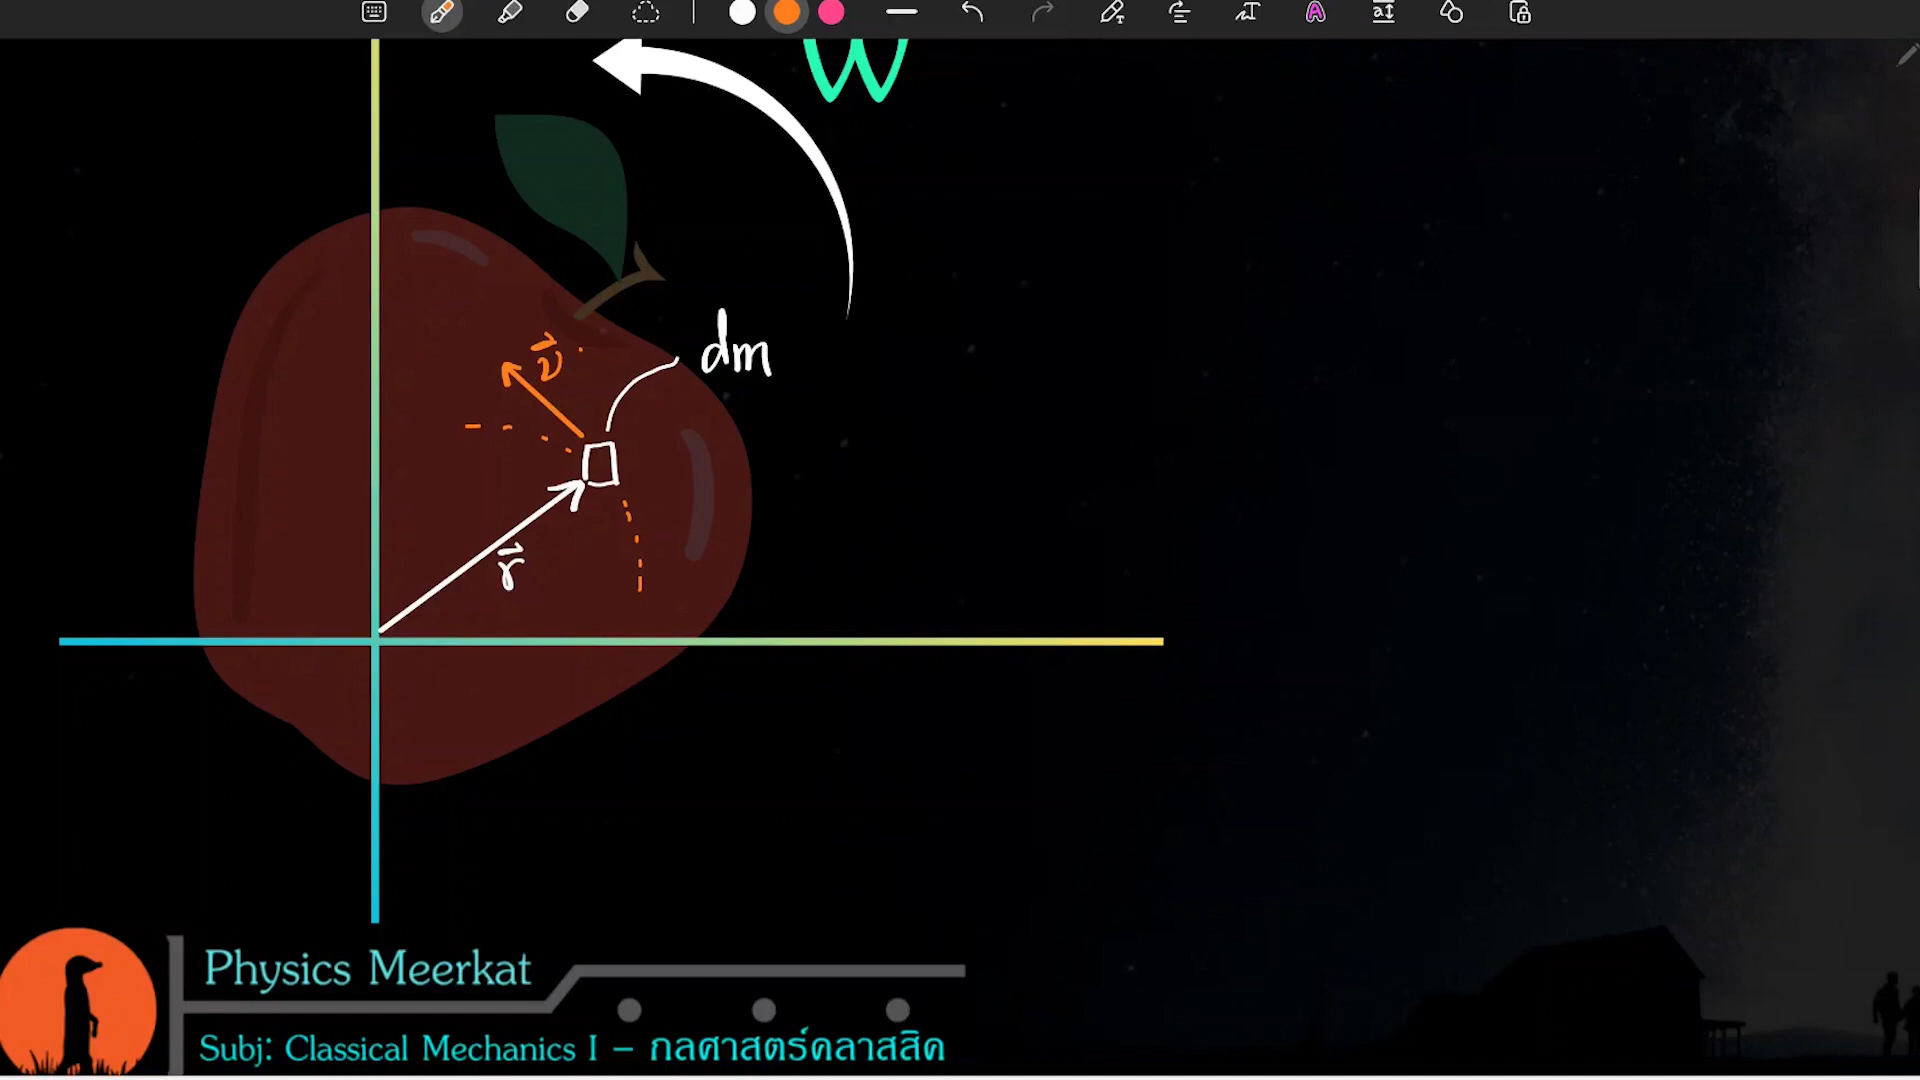 W
v⃗
dm
r⃗
Physics Meerkat
Subj: Classical Mechanics I – กลศาสตร์คลาสสิค